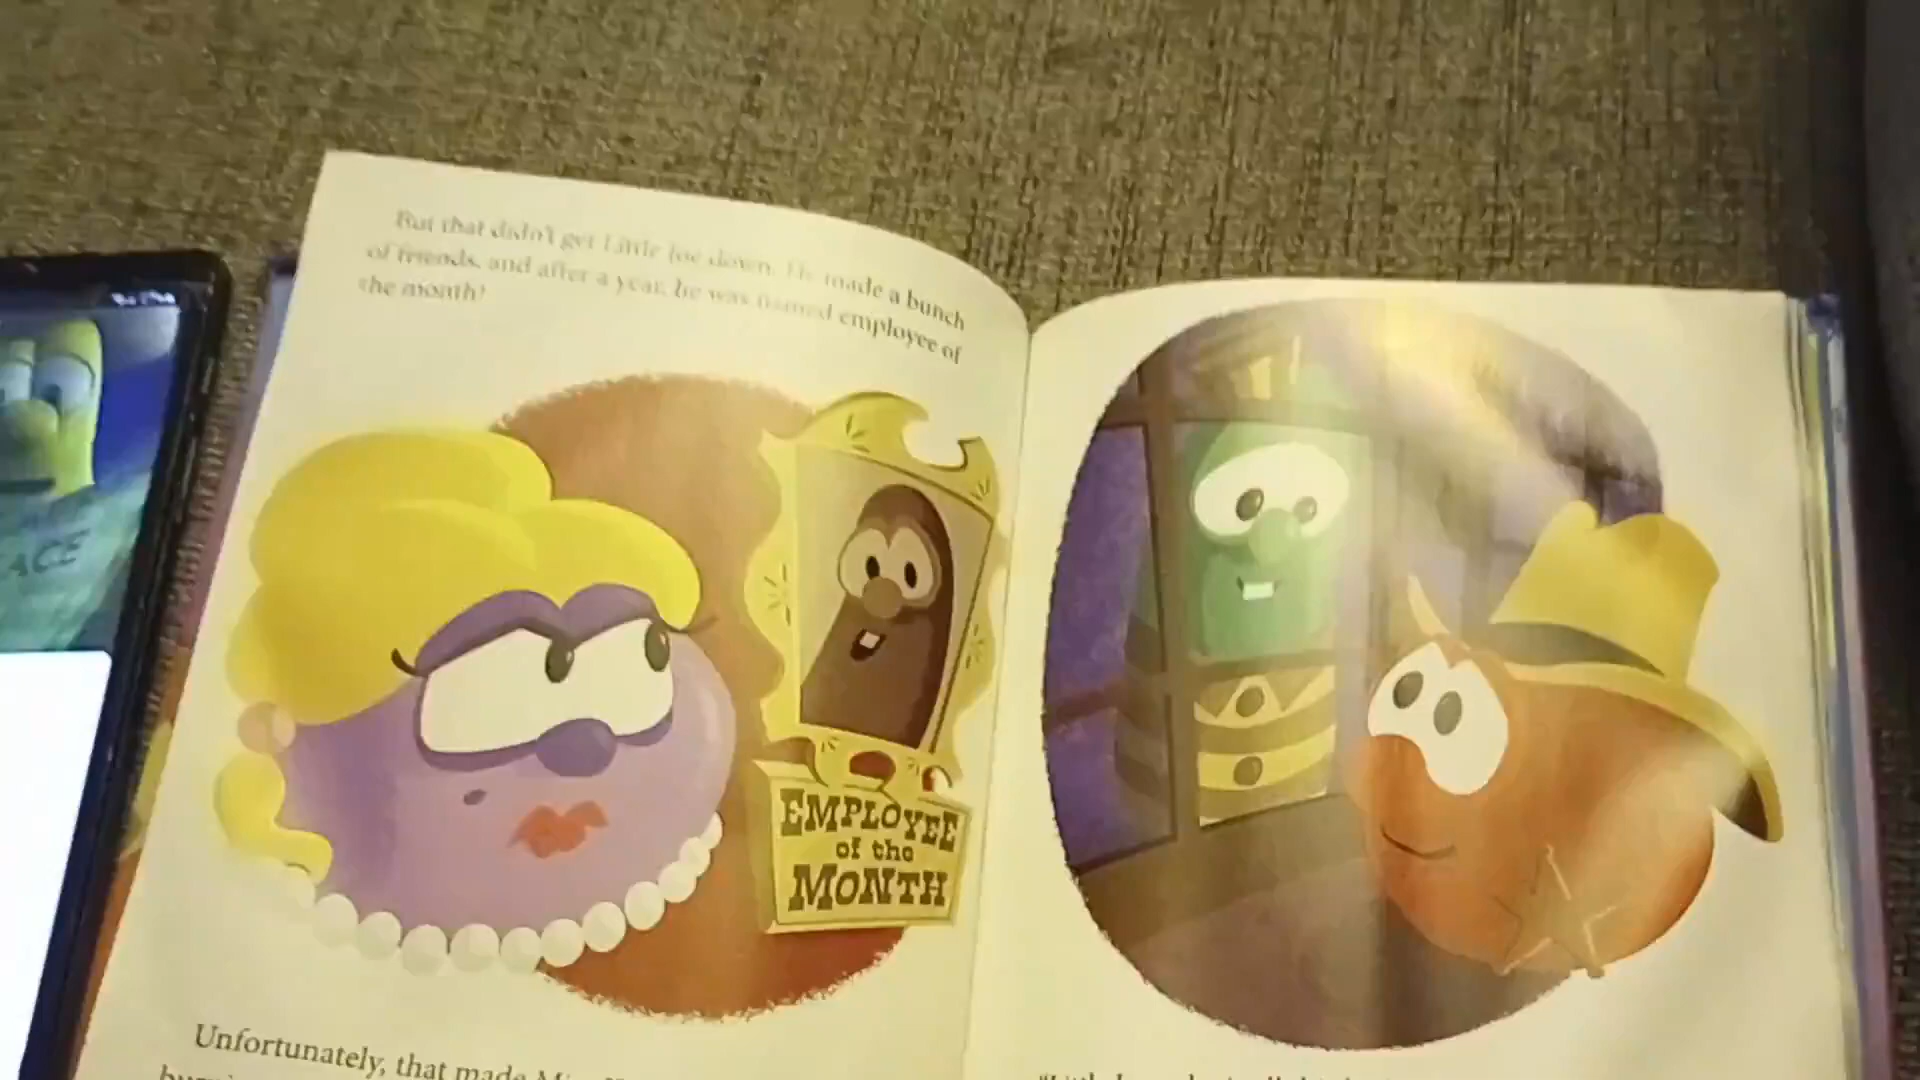 But that didn't get Little Joe down. He made a bunch
of friends, and after a year, he was named employee of
the month!
EMPLOYEE
of the
MONTH
Unfortunately, that made
ACE